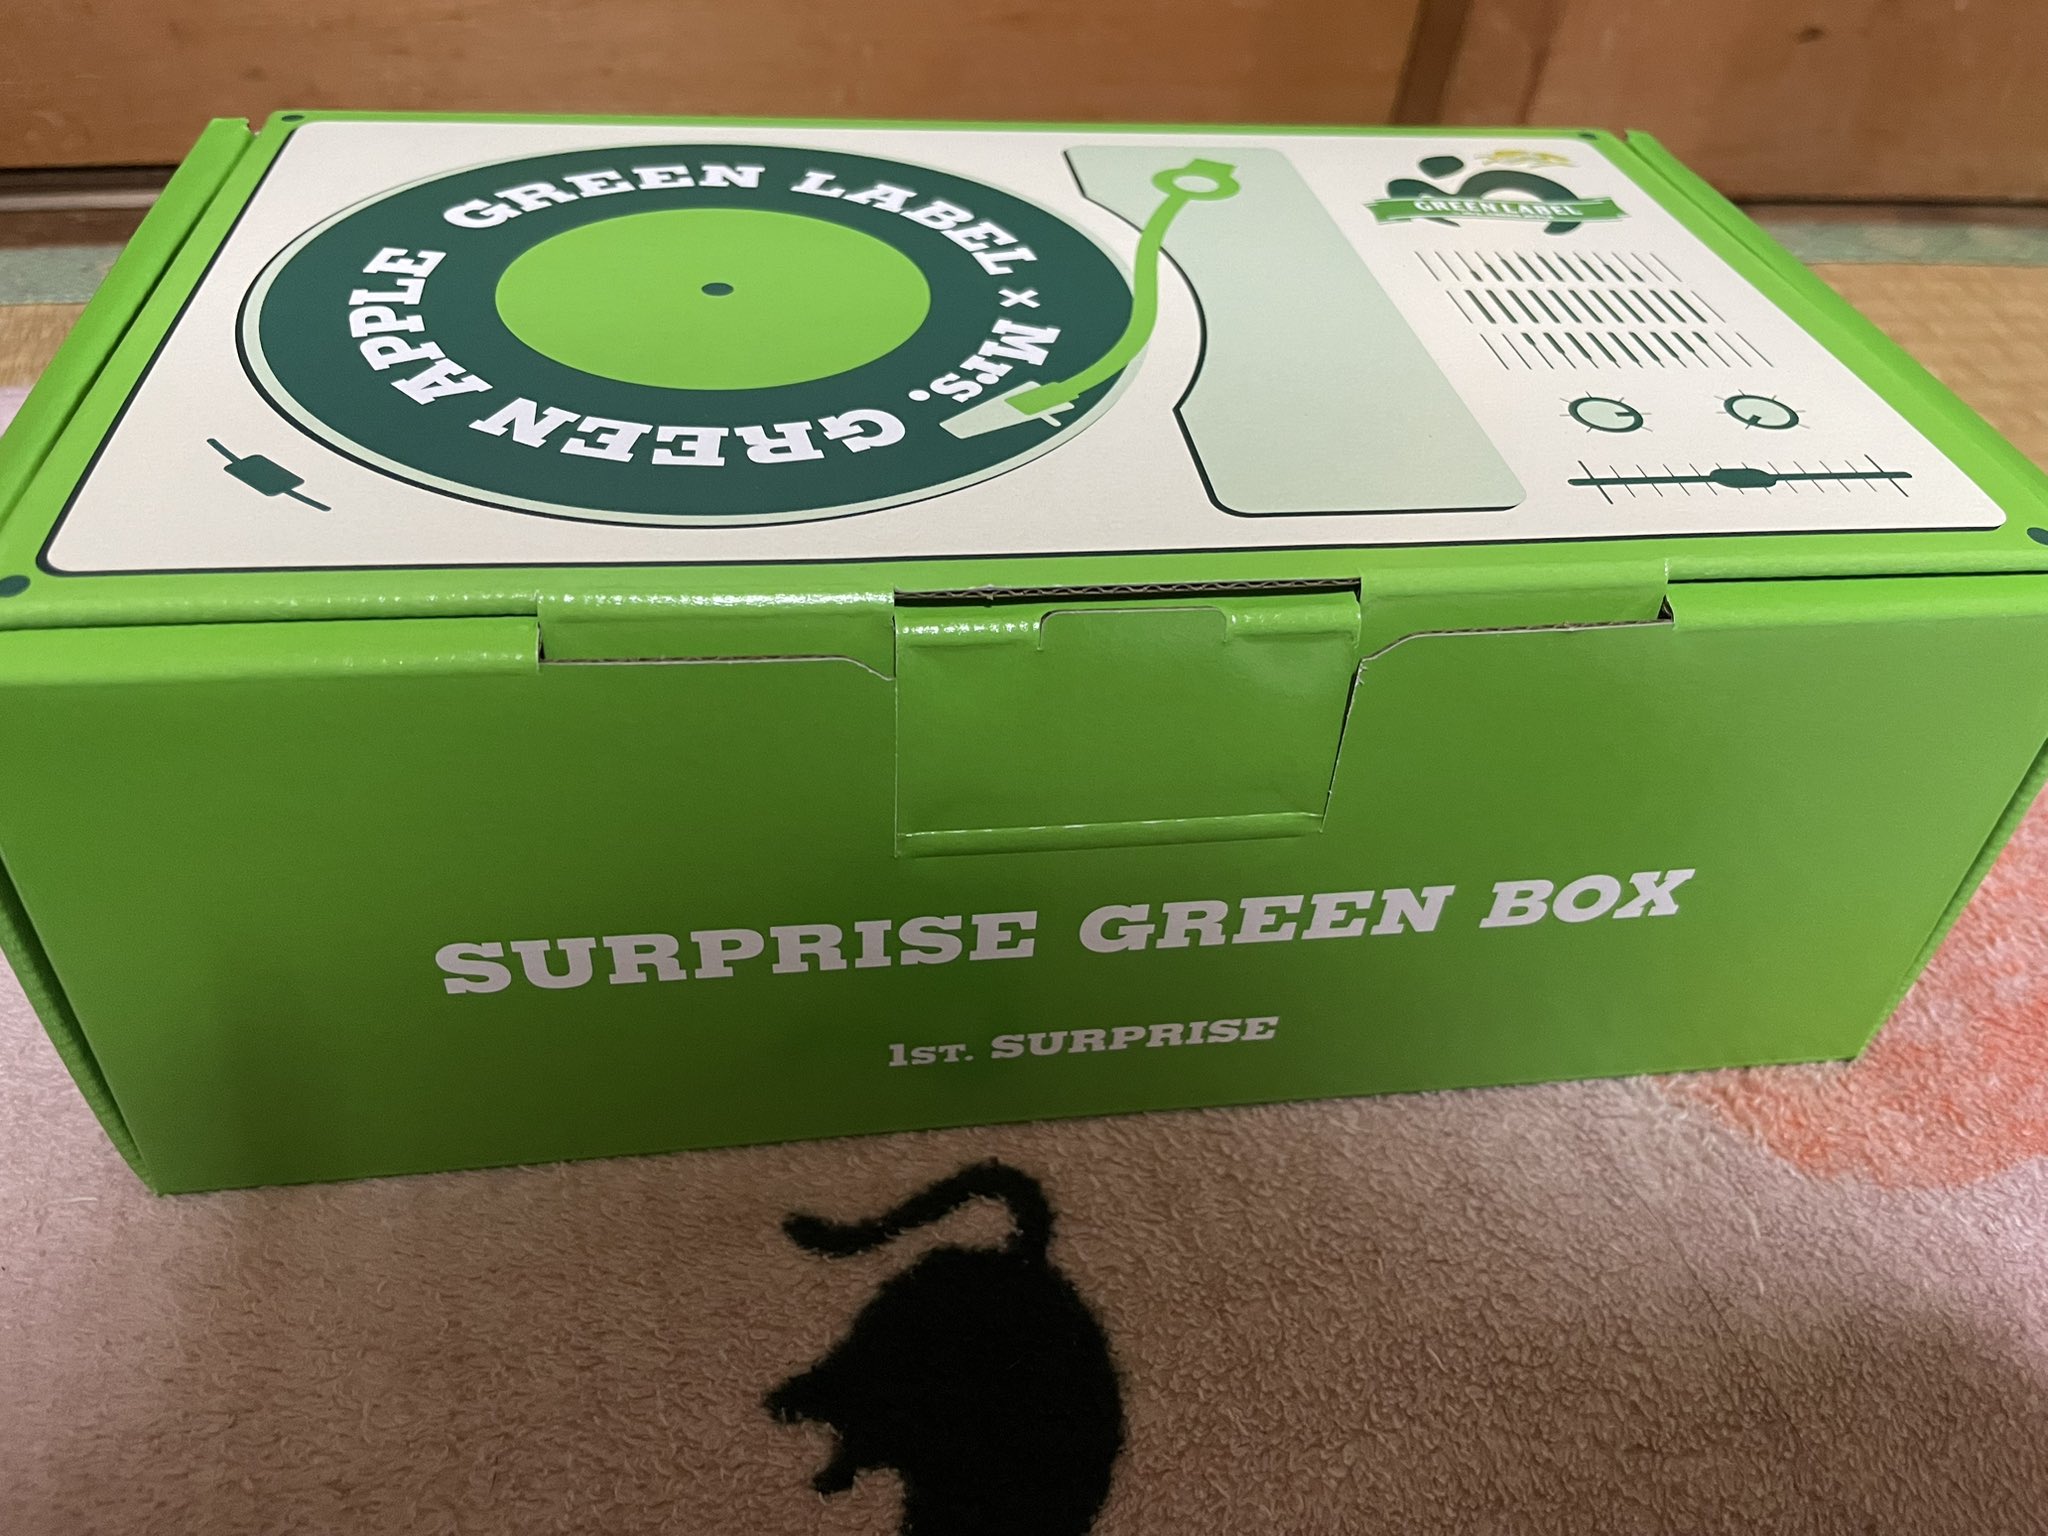 GREEN LABEL × Mrs. GREEN APPLE
GREEN LABEL
SURPRISE GREEN BOX
1ST. SURPRISE